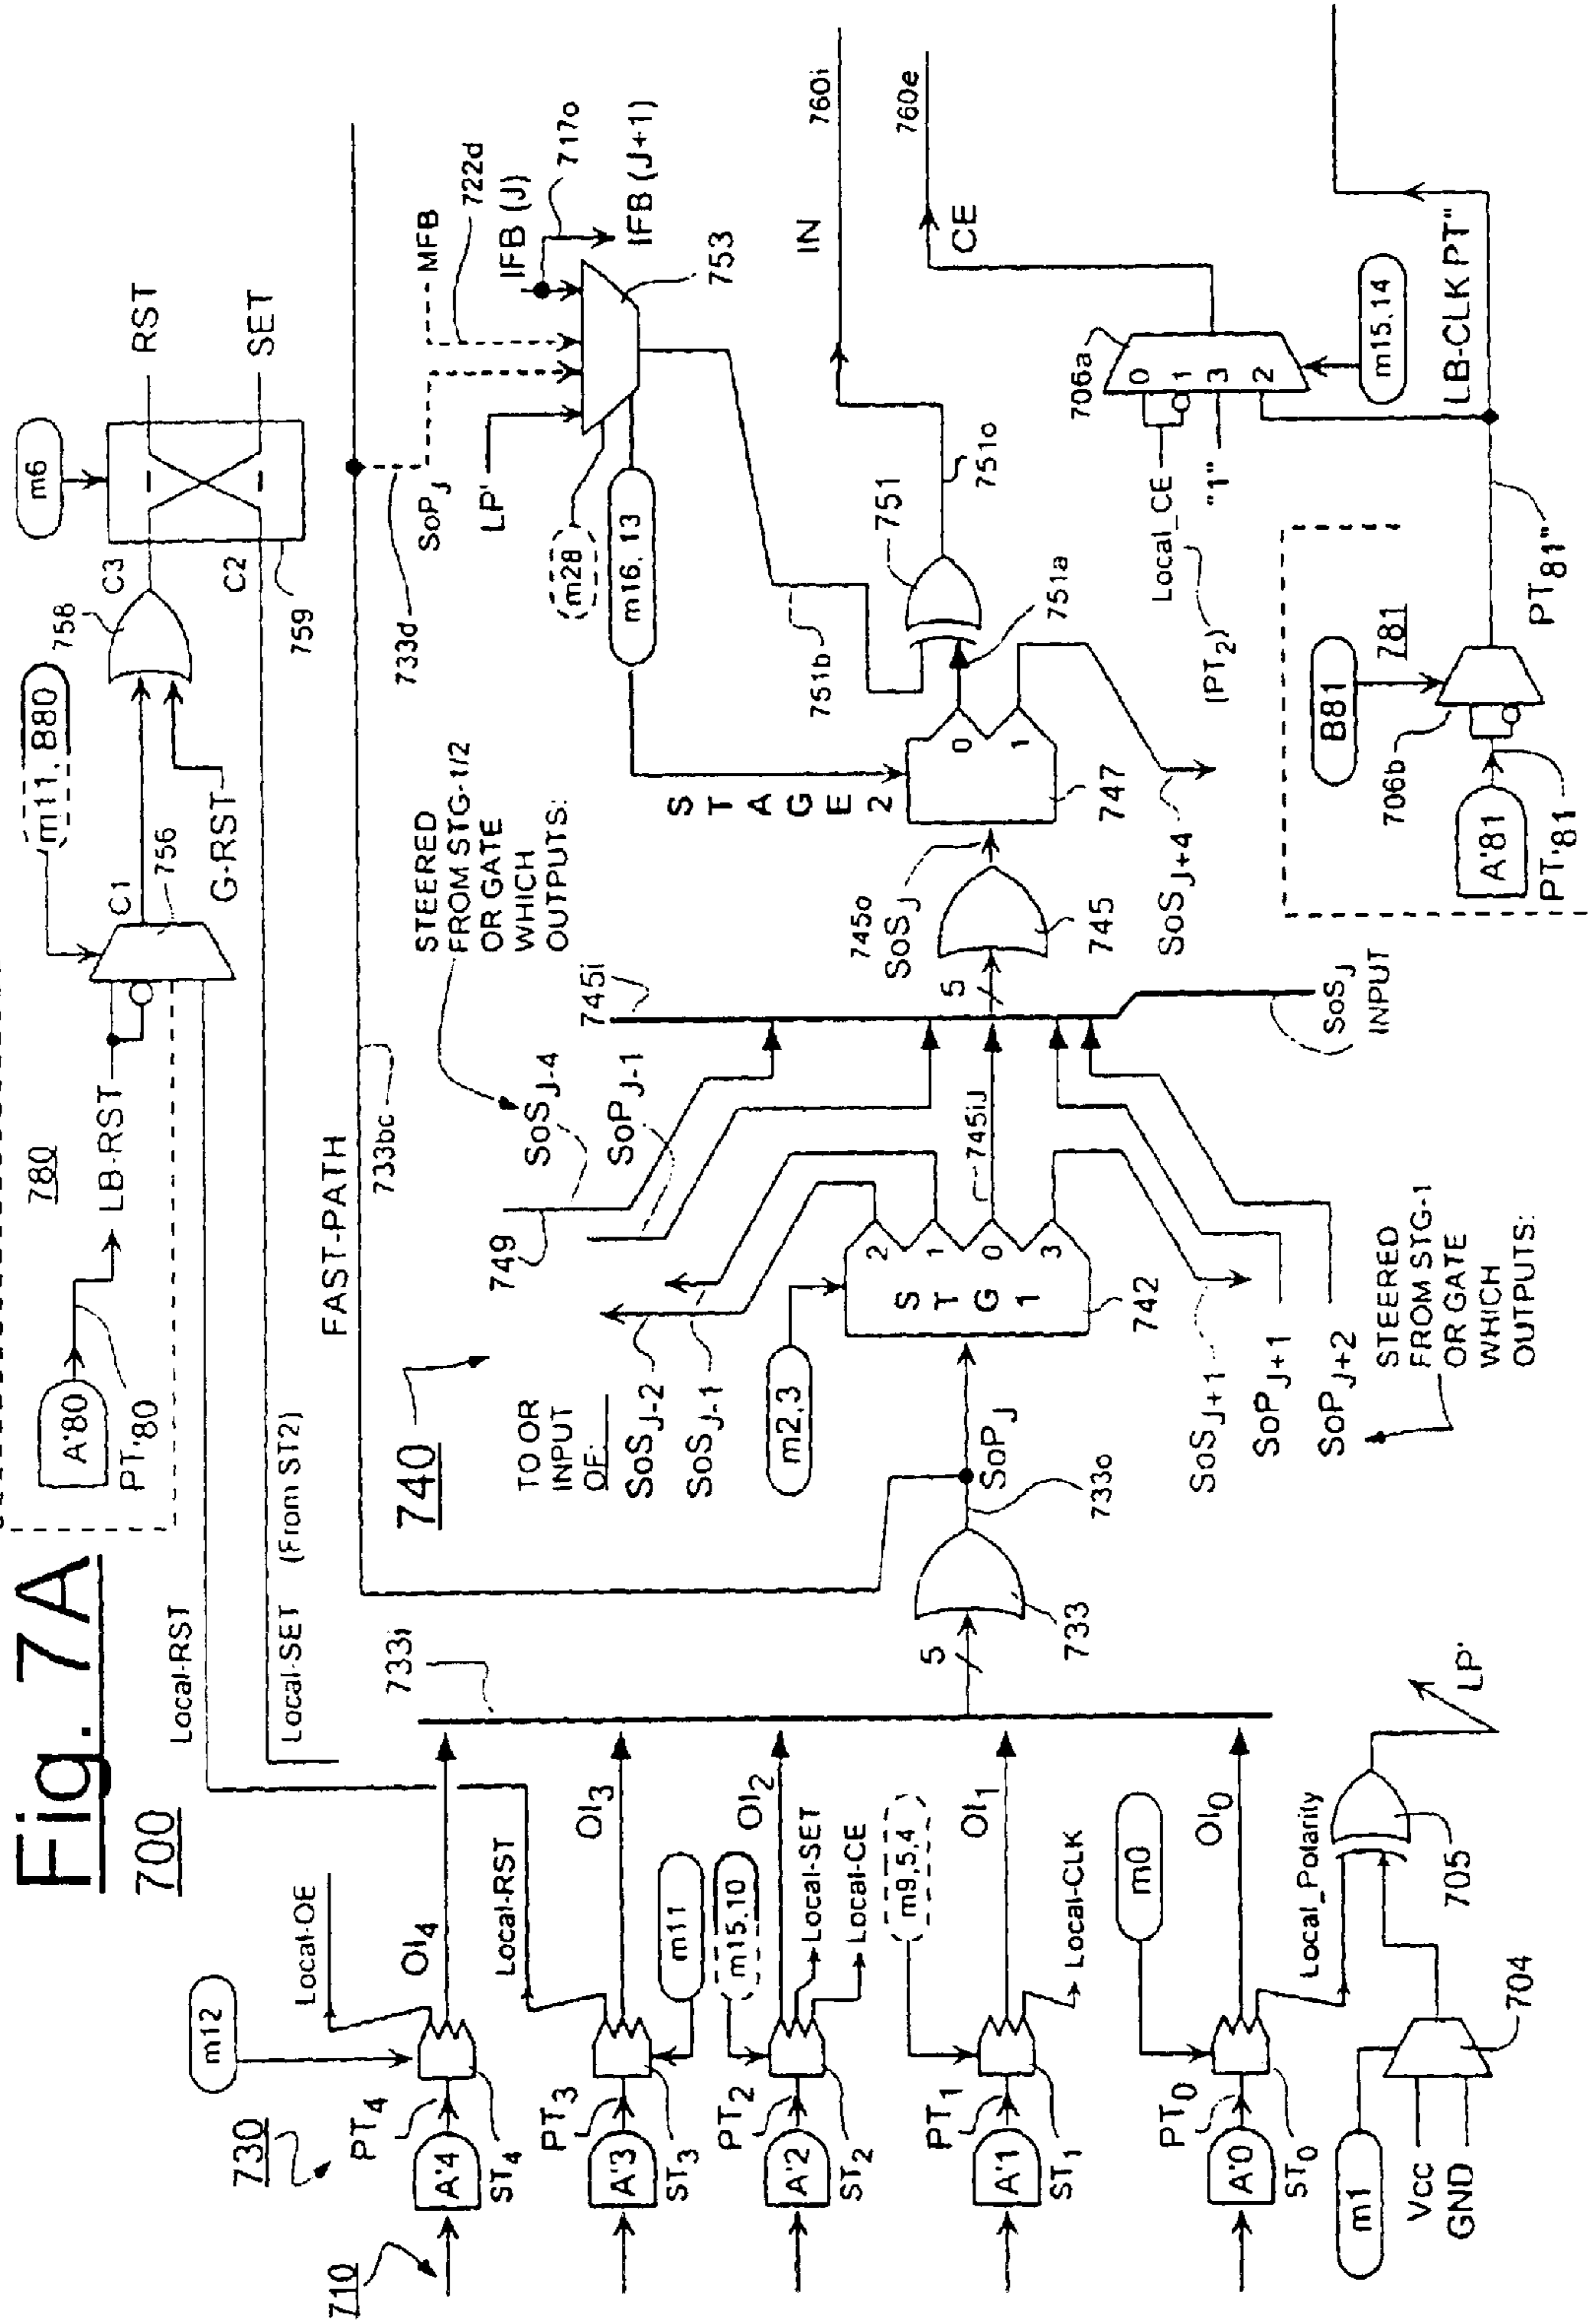 Fig. 7A
700
780
A'80
PT'80
LB-RST
m11, B80
C1
756
G-RST
758
C3
C2
m6
759
RST
SET
Local-RST
Local-SET (From ST2)
FAST-PATH
733bc
733d
SoPJ
LP'
MFB
722d
IFB (J)
717o
IFB (J+1)
753
m28
m16, 13
710
730
m12
Local-OE
PT4
A'4
ST4
OI4
Local-RST
PT3
A'3
ST3
m11
OI3
m15,10
PT2
A'2
ST2
OI2
Local-SET
Local-CE
m9,5,4
PT1
A'1
ST1
OI1
Local-CLK
m0
PT0
A'0
ST0
OI0
Local_Polarity
m1
Vcc
GND
704
705
LP'
733i
5
733
733o
SoPJ
740
TO OR
INPUT
OF:
SoSJ-2
SoSJ-1
m2,3
STG 1
2
1
0
3
742
749
SoSJ-4
SoPJ-1
STEERED
FROM STG-1/2
OR GATE
WHICH
OUTPUTS:
745i
745iJ
SoSJ+1
SoPJ+1
SoPJ+2
STEERED
FROM STG-1
OR GATE
WHICH
OUTPUTS:
SoSJ
INPUT
5
745
745o
SoSJ
STAGE 2
0
1
747
SoSJ+4
751b
751a
751
751o
IN
760i
760e
CE
706a
0
1
3
2
Local_CE
(PT2)
"1"
m15,14
LB-CLK PT"
B81
781
706b
A'81
PT'81
PT81"